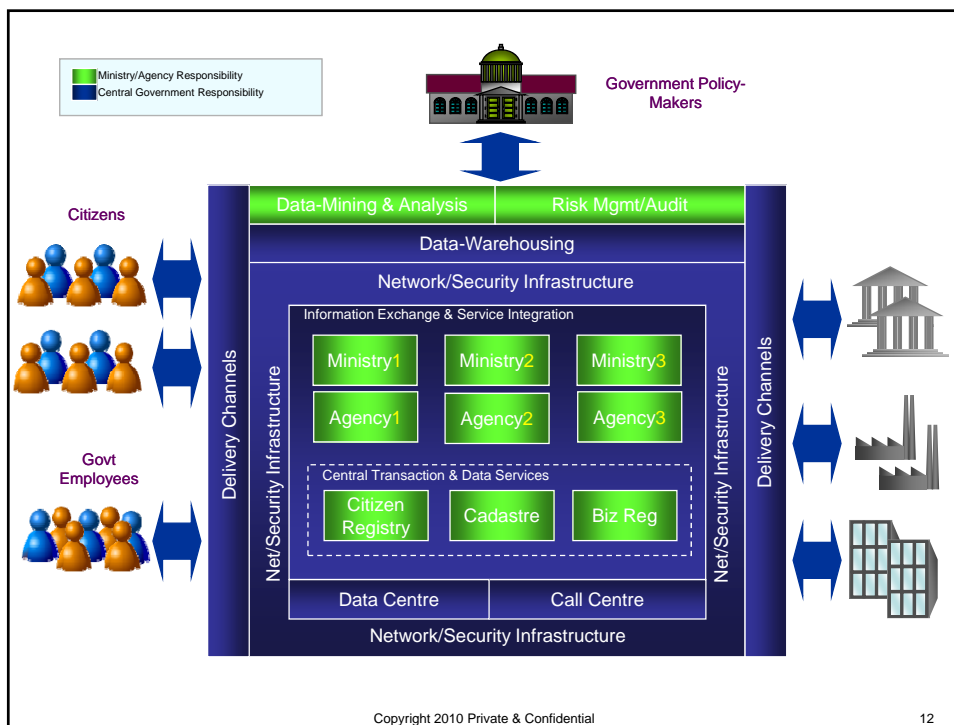 Ministry/Agency Responsibility
Central Government Responsibility
Government Policy-
Makers
Citizens
Govt
Employees
Delivery Channels
Data-Mining & Analysis
Risk Mgmt/Audit
Data-Warehousing
Network/Security Infrastructure
Net/Security Infrastructure
Information Exchange & Service Integration
Ministry1
Ministry2
Ministry3
Agency1
Agency2
Agency3
Central Transaction & Data Services
Citizen
Registry
Cadastre
Biz Reg
Data Centre
Call Centre
Network/Security Infrastructure
Net/Security Infrastructure
Delivery Channels
Copyright 2010 Private & Confidential
12